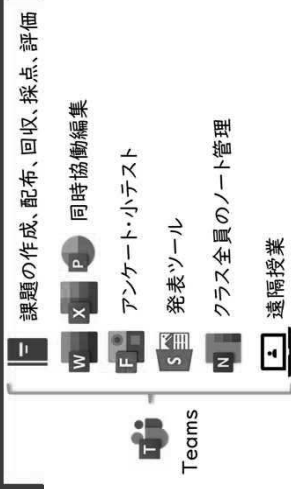 課題の作成、配布、回収、採点、評価
W X P 同時協働編集
F アンケート・小テスト
S 発表ツール
N クラス全員のノート管理
遠隔授業
T
Teams